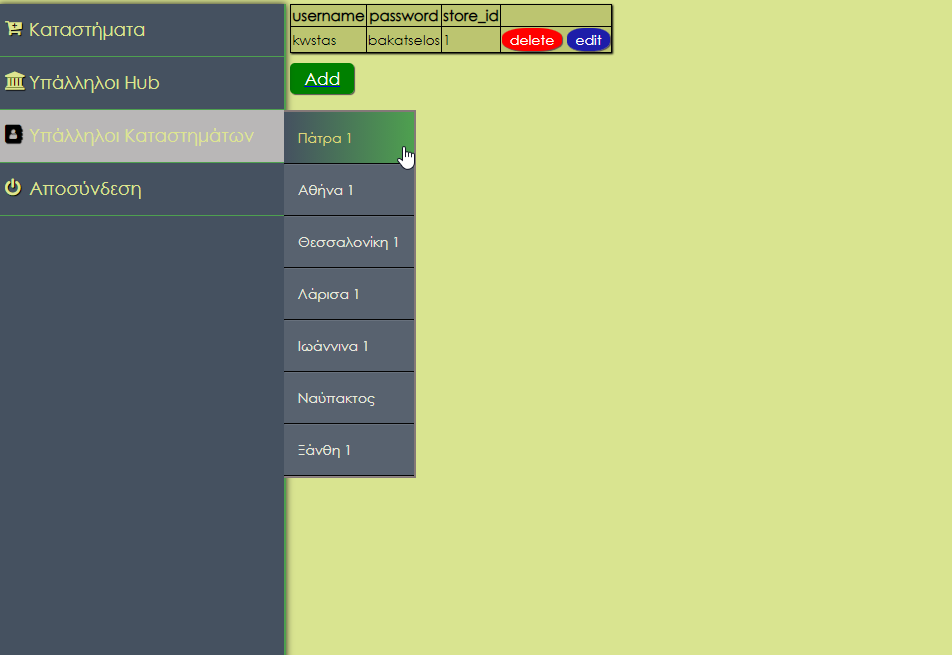 Καταστήματα
Υπάλληλοι Hub
Υπάλληλοι Καταστημάτων
Αποσύνδεση
username password store_id
kwstas bakatselos 1 delete edit
Add
Πάτρα 1
Αθήνα 1
Θεσσαλονίκη 1
Λάρισα 1
Ιωάννινα 1
Ναύπακτος
Ξάνθη 1